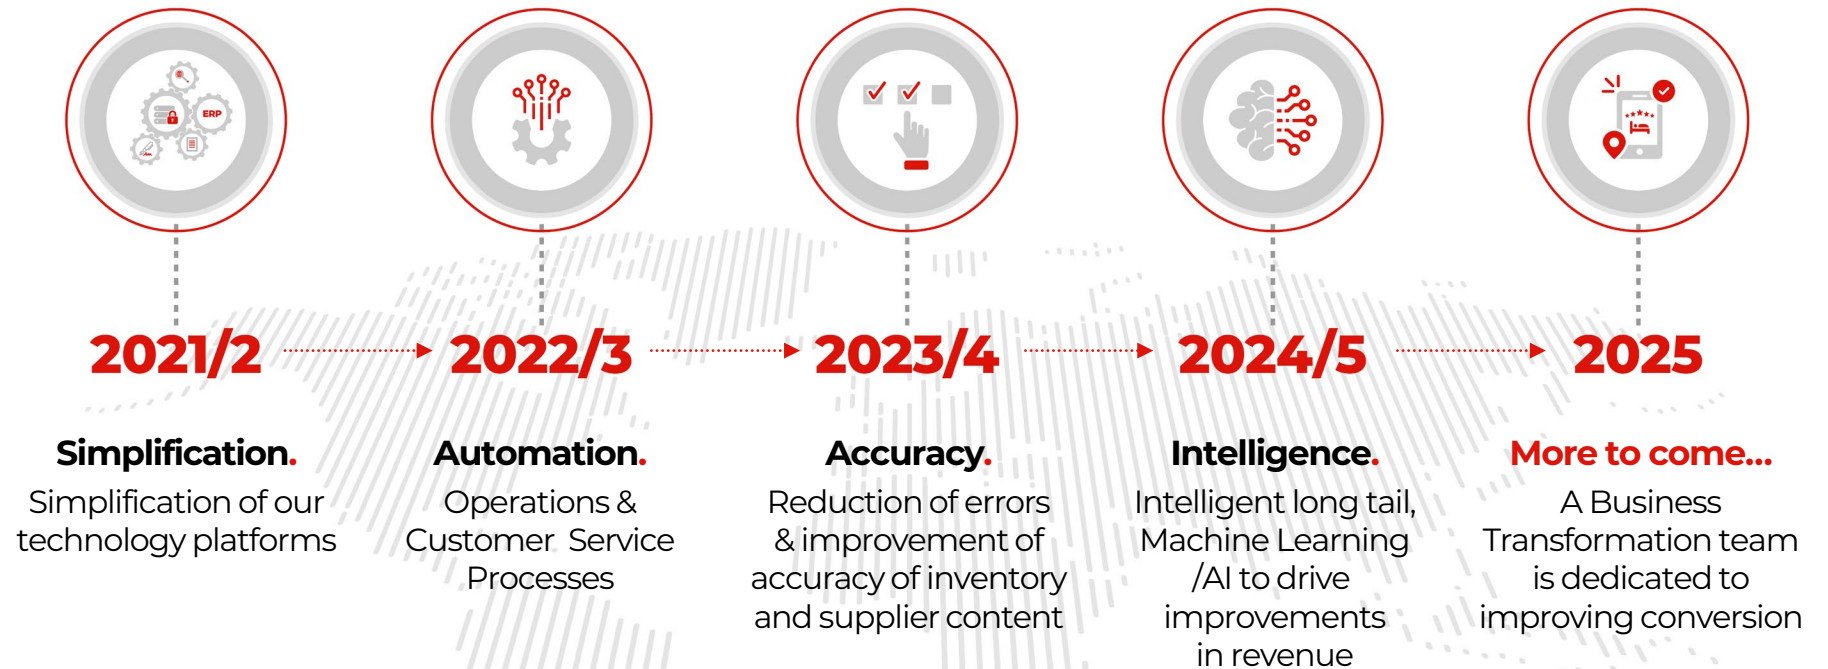 ERP
2021/2
Simplification.
Simplification of our
technology platforms
2022/3
Automation.
Operations &
Customer Service
Processes
2023/4
Accuracy.
Reduction of errors
& improvement of
accuracy of inventory
and supplier content
2024/5
Intelligence.
Intelligent long tail,
Machine Learning
/AI to drive
improvements
in revenue
2025
More to come...
A Business
Transformation team
is dedicated to
improving conversion